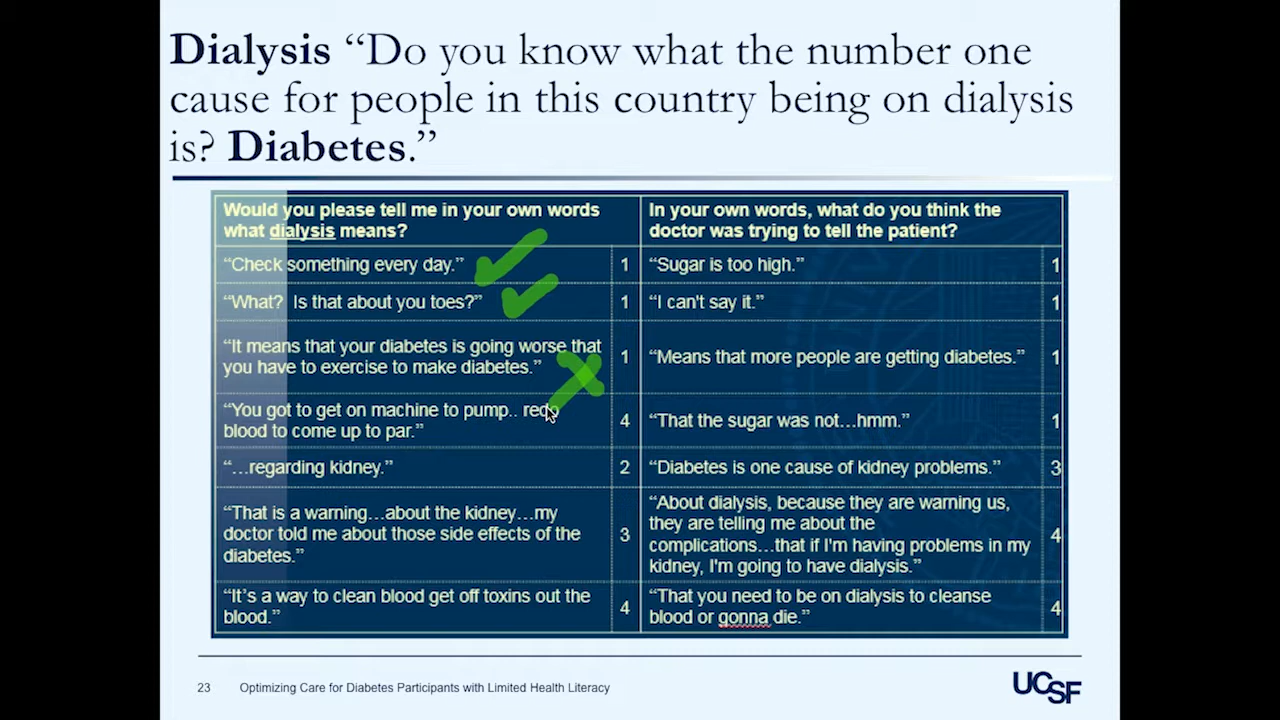 Dialysis “Do you know what the number one
cause for people in this country being on dialysis
is? Diabetes.”
Would you please tell me in your own words
what dialysis means?
In your own words, what do you think the
doctor was trying to tell the patient?
“Check something every day.” 1
“Sugar is too high.” 1
“What? Is that about you toes?” 1
“I can't say it.” 1
“It means that your diabetes is going worse that
you have to exercise to make diabetes.” 1
“Means that more people are getting diabetes.” 1
“You got to get on machine to pump.. redo
blood to come up to par.” 4
“That the sugar was not…hmm.” 1
“…regarding kidney.” 2
“Diabetes is one cause of kidney problems.” 3
“That is a warning…about the kidney…my
doctor told me about those side effects of the
diabetes.” 3
“About dialysis, because they are warning us,
they are telling me about the
complications…that if I'm having problems in my
kidney, I'm going to have dialysis.” 4
“It’s a way to clean blood get off toxins out the
blood.” 4
“That you need to be on dialysis to cleanse
blood or gonna die.” 4
23 Optimizing Care for Diabetes Participants with Limited Health Literacy
UCSF